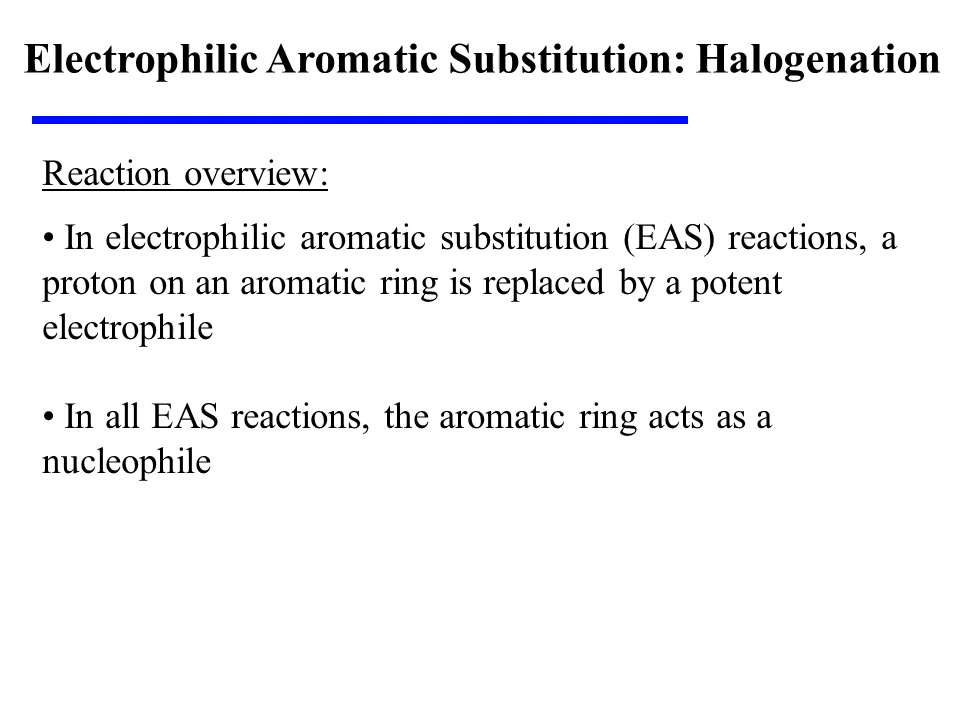 Electrophilic Aromatic Substitution: Halogenation
Reaction overview:
• In electrophilic aromatic substitution (EAS) reactions, a
proton on an aromatic ring is replaced by a potent
electrophile
• In all EAS reactions, the aromatic ring acts as a
nucleophile